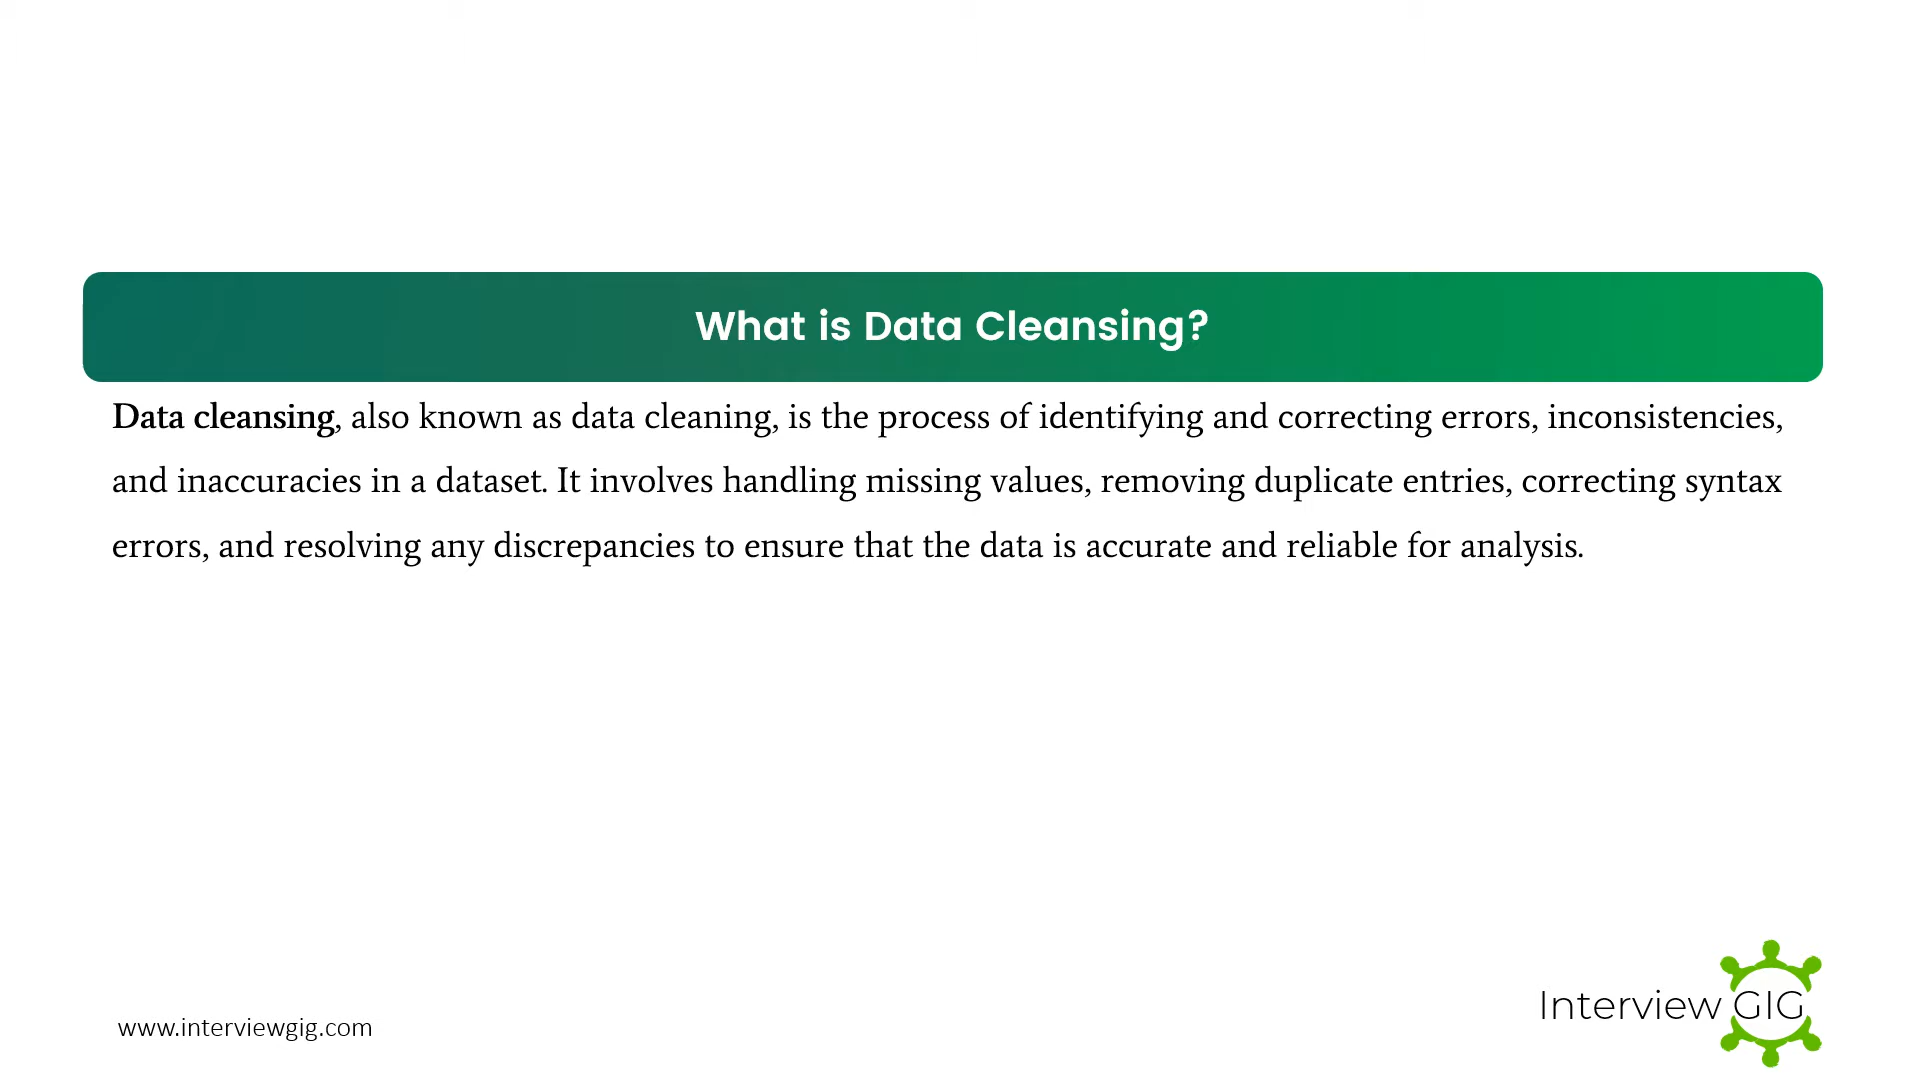 What is Data Cleansing?
Data cleansing, also known as data cleaning, is the process of identifying and correcting errors, inconsistencies,
and inaccuracies in a dataset. It involves handling missing values, removing duplicate entries, correcting syntax
errors, and resolving any discrepancies to ensure that the data is accurate and reliable for analysis.
www.interviewgig.com
Interview GIG